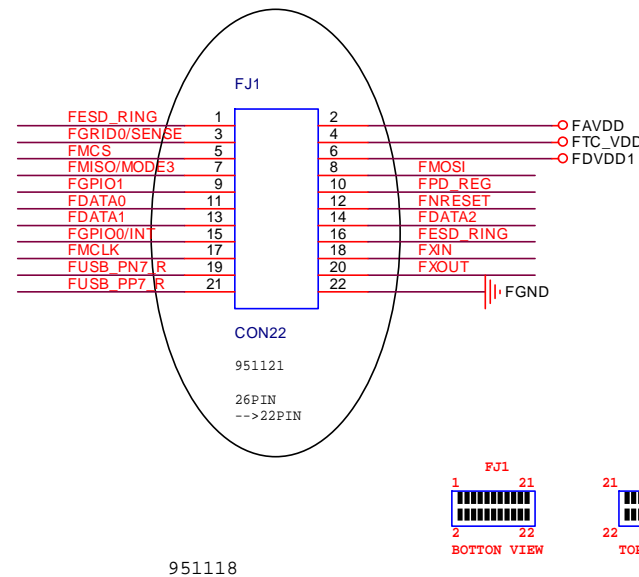 FJ1
FESD_RING 1 2 FAVDD
FGRID0/SENSE 3 4 FTC_VDD
FMCS 5 6 FDVDD1
FMISO/MODE3 7 8 FMOSI
FGPIO1 9 10 FPD_REG
FDATA0 11 12 FNRESET
FDATA1 13 14 FDATA2
FGPIO0/INT 15 16 FESD_RING
FMCLK 17 18 FXIN
FUSB_PN7_R 19 20 FXOUT
FUSB_PP7_R 21 22 FGND
CON22
951121
26PIN
-->22PIN
FJ1
1 21 21
2 22 22
BOTTON VIEW
951118